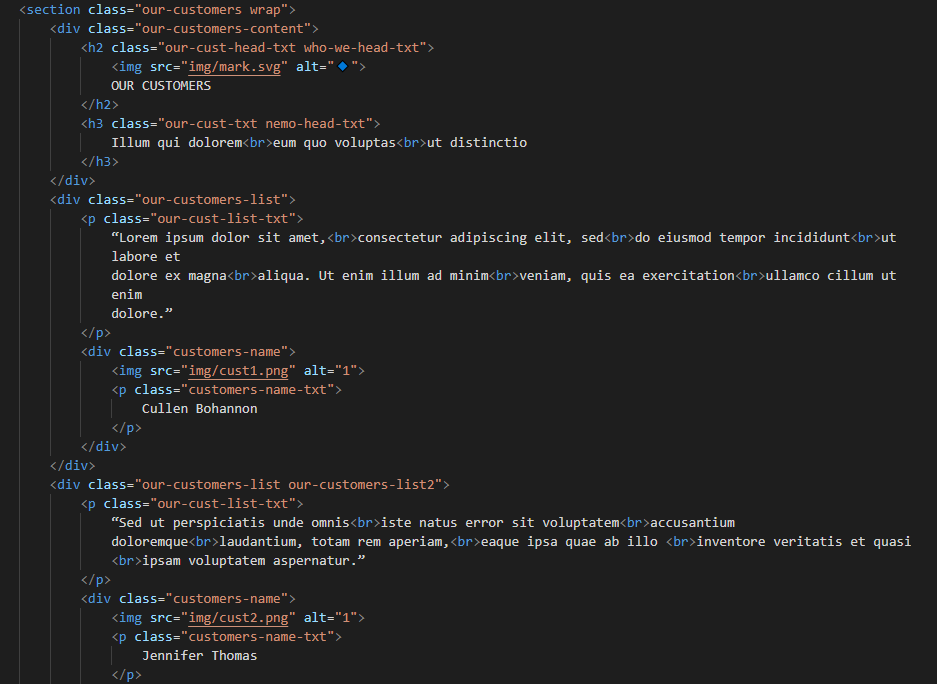 <section class="our-customers wrap">
<div class="our-customers-content">
<h2 class="our-cust-head-txt who-we-head-txt">
<img src="img/mark.svg" alt="🔹">
OUR CUSTOMERS
</h2>
<h3 class="our-cust-txt nemo-head-txt">
Illum qui dolorem<br>eum quo voluptas<br>ut distinctio
</h3>
</div>
<div class="our-customers-list">
<p class="our-cust-list-txt">
“Lorem ipsum dolor sit amet,<br>consectetur adipiscing elit, sed<br>do eiusmod tempor incididunt<br>ut
labore et
dolore ex magna<br>aliqua. Ut enim illum ad minim<br>veniam, quis ea exercitation<br>ullamco cillum ut
enim
dolore.”
</p>
<div class="customers-name">
<img src="img/cust1.png" alt="1">
<p class="customers-name-txt">
Cullen Bohannon
</p>
</div>
</div>
<div class="our-customers-list our-customers-list2">
<p class="our-cust-list-txt">
“Sed ut perspiciatis unde omnis<br>iste natus error sit voluptatem<br>accusantium
doloremque<br>laudantium, totam rem aperiam,<br>eaque ipsa quae ab illo <br>inventore veritatis et quasi
<br>ipsam voluptatem aspernatur.”
</p>
<div class="customers-name">
<img src="img/cust2.png" alt="1">
<p class="customers-name-txt">
Jennifer Thomas
</p>